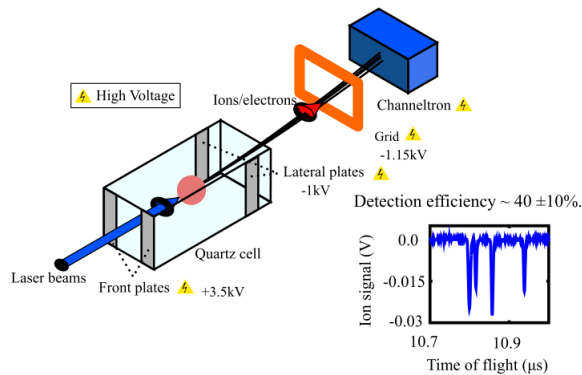 High Voltage
Ions/electrons
Channeltron
Grid
-1.15kV
Lateral plates
-1kV
Detection efficiency ~ 40 ±10%.
Quartz cell
Laser beams
Front plates
+3.5kV
Ion signal (V)
0.0
-0.015
-0.03
10.7
10.9
Time of flight (μs)